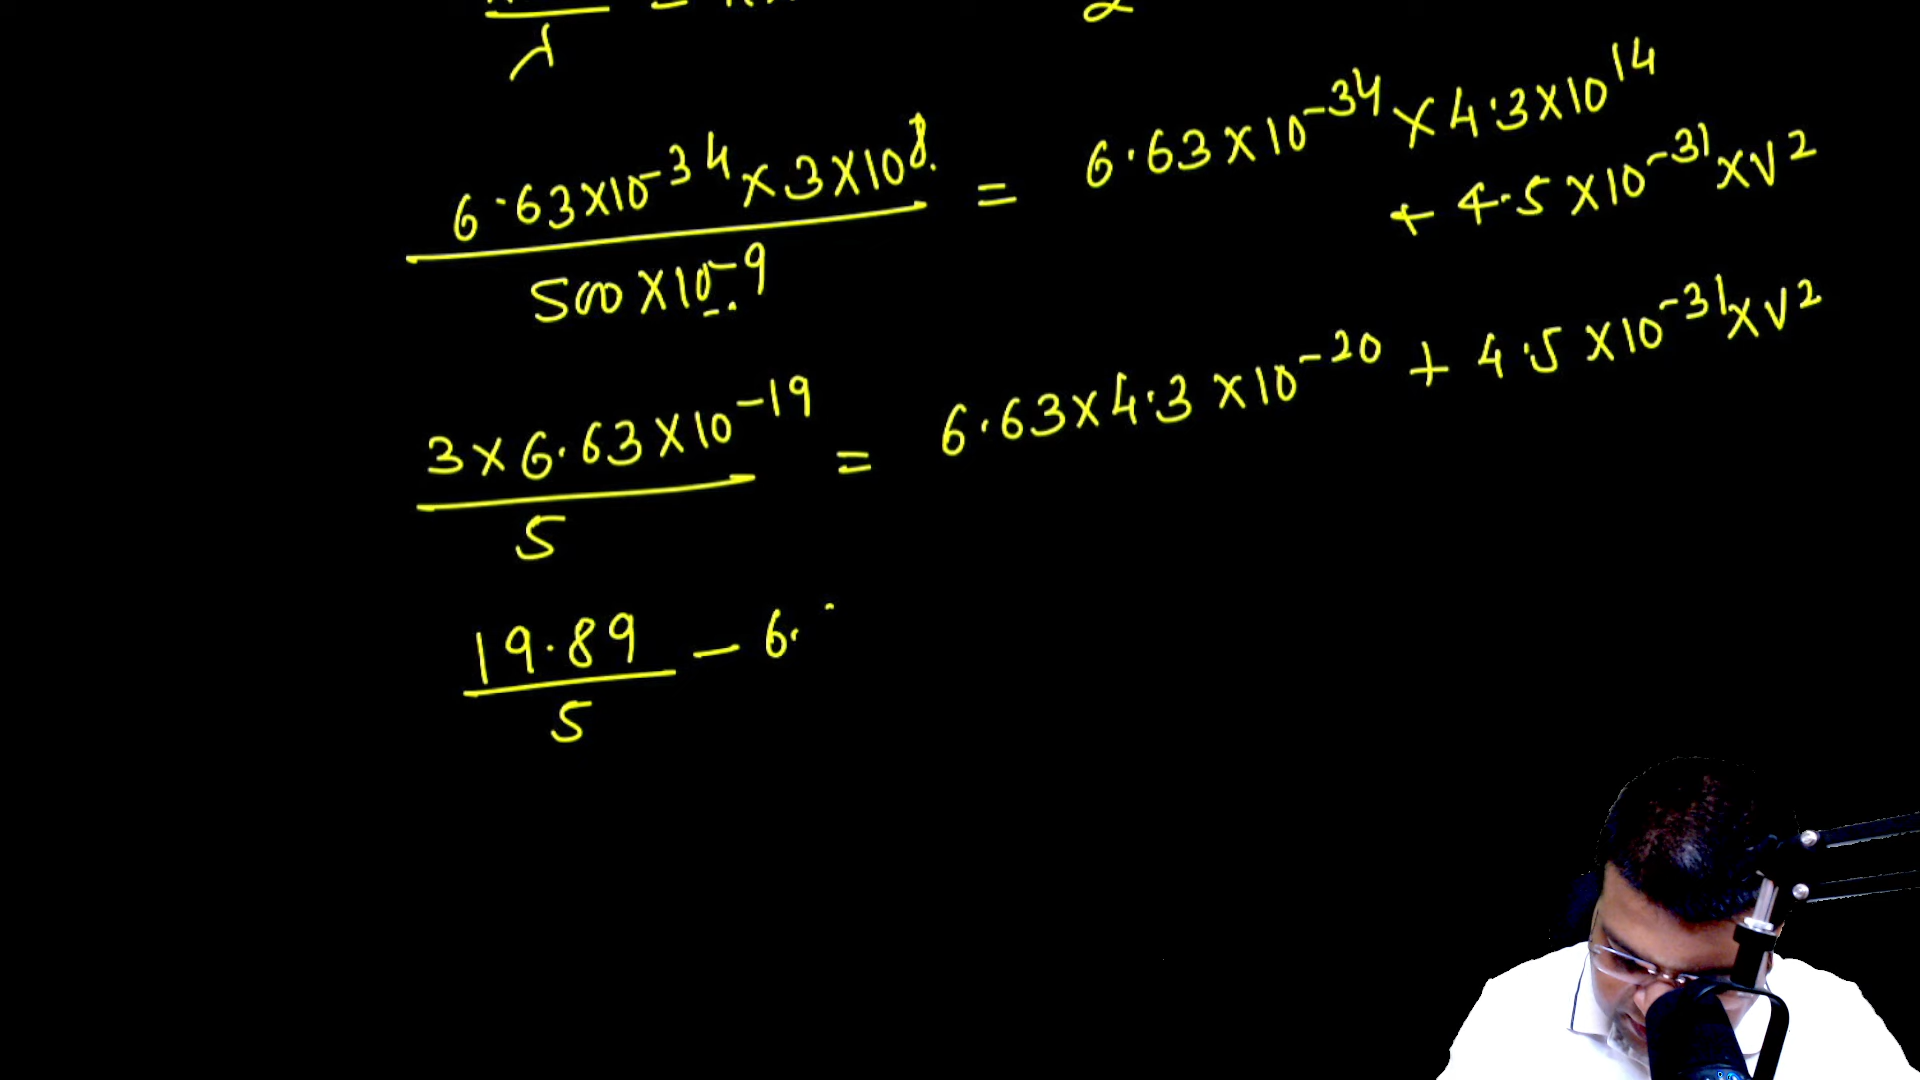 λ
6.63×10⁻³⁴×3×10⁸ = 6.63×10⁻³⁴×4.3×10¹⁴
500×10⁻⁹
+ 4.5×10⁻³¹×V²
3×6.63×10⁻¹⁹ = 6.63×4.3×10⁻²⁰ + 4.5×10⁻³¹×V²
5
19.89 – 6.
5